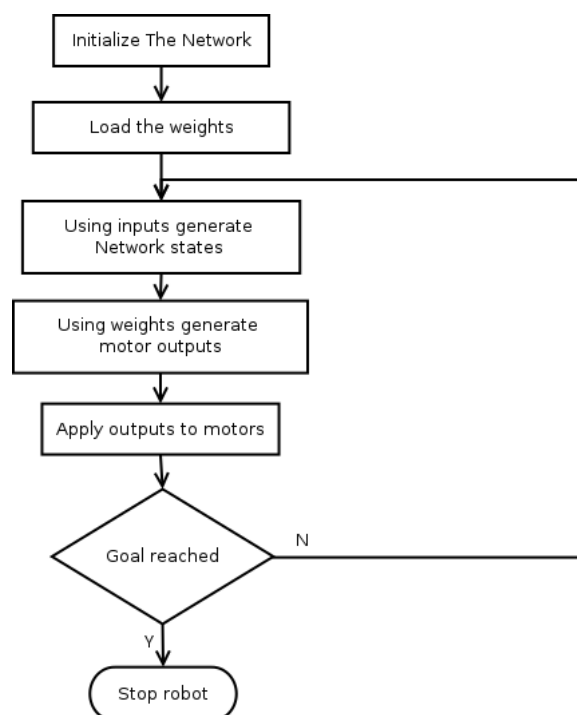 Initialize The Network
Load the weights
Using inputs generate
Network states
Using weights generate
motor outputs
Apply outputs to motors
Goal reached
N
Y
Stop robot